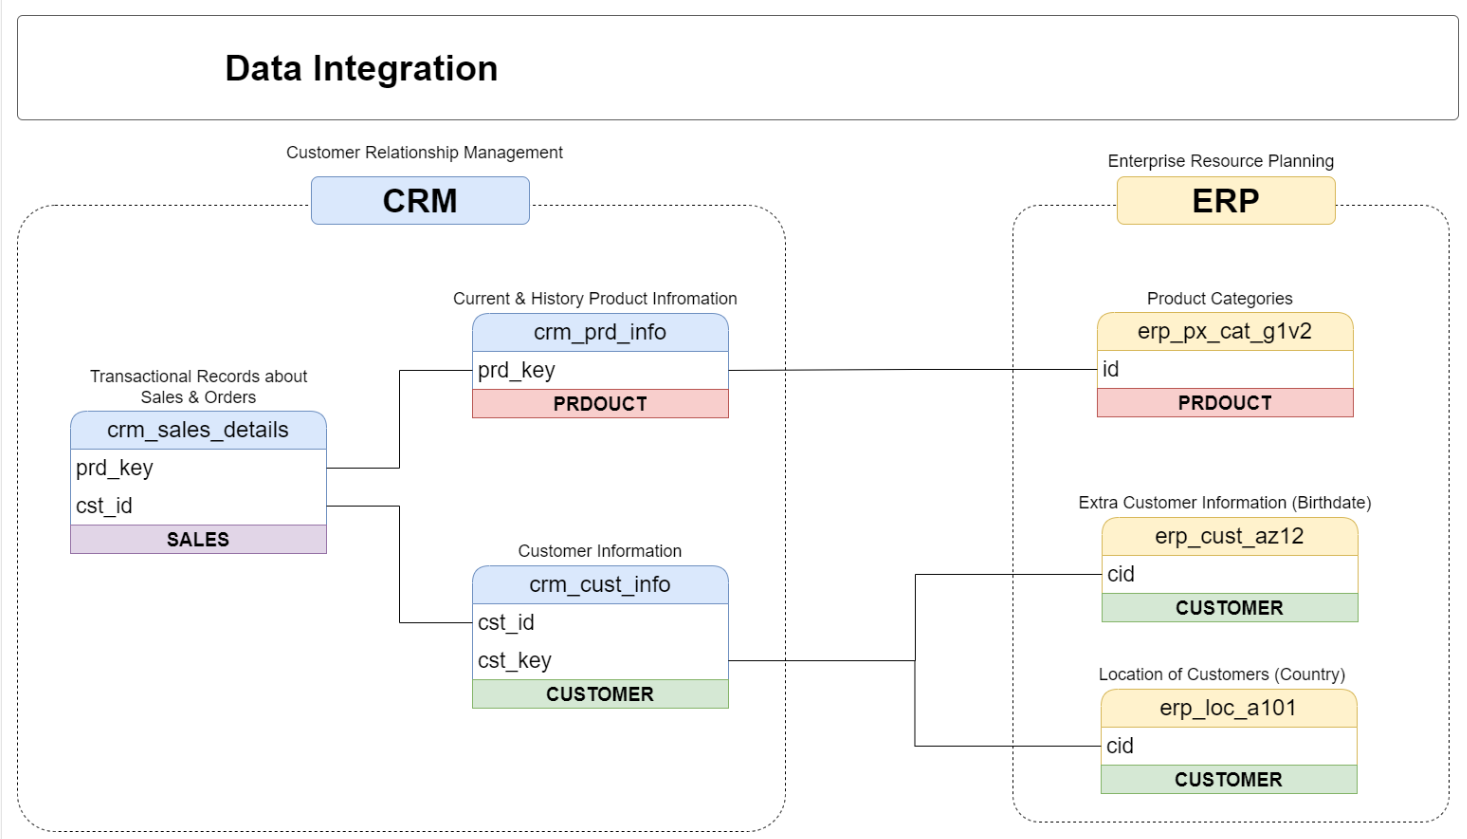 Data Integration
Customer Relationship Management
CRM
Enterprise Resource Planning
ERP
Current & History Product Infromation
crm_prd_info
prd_key
PRDOUCT
Product Categories
erp_px_cat_g1v2
id
PRDOUCT
Transactional Records about
Sales & Orders
crm_sales_details
prd_key
cst_id
SALES
Customer Information
crm_cust_info
cst_id
cst_key
CUSTOMER
Extra Customer Information (Birthdate)
erp_cust_az12
cid
CUSTOMER
Location of Customers (Country)
erp_loc_a101
cid
CUSTOMER